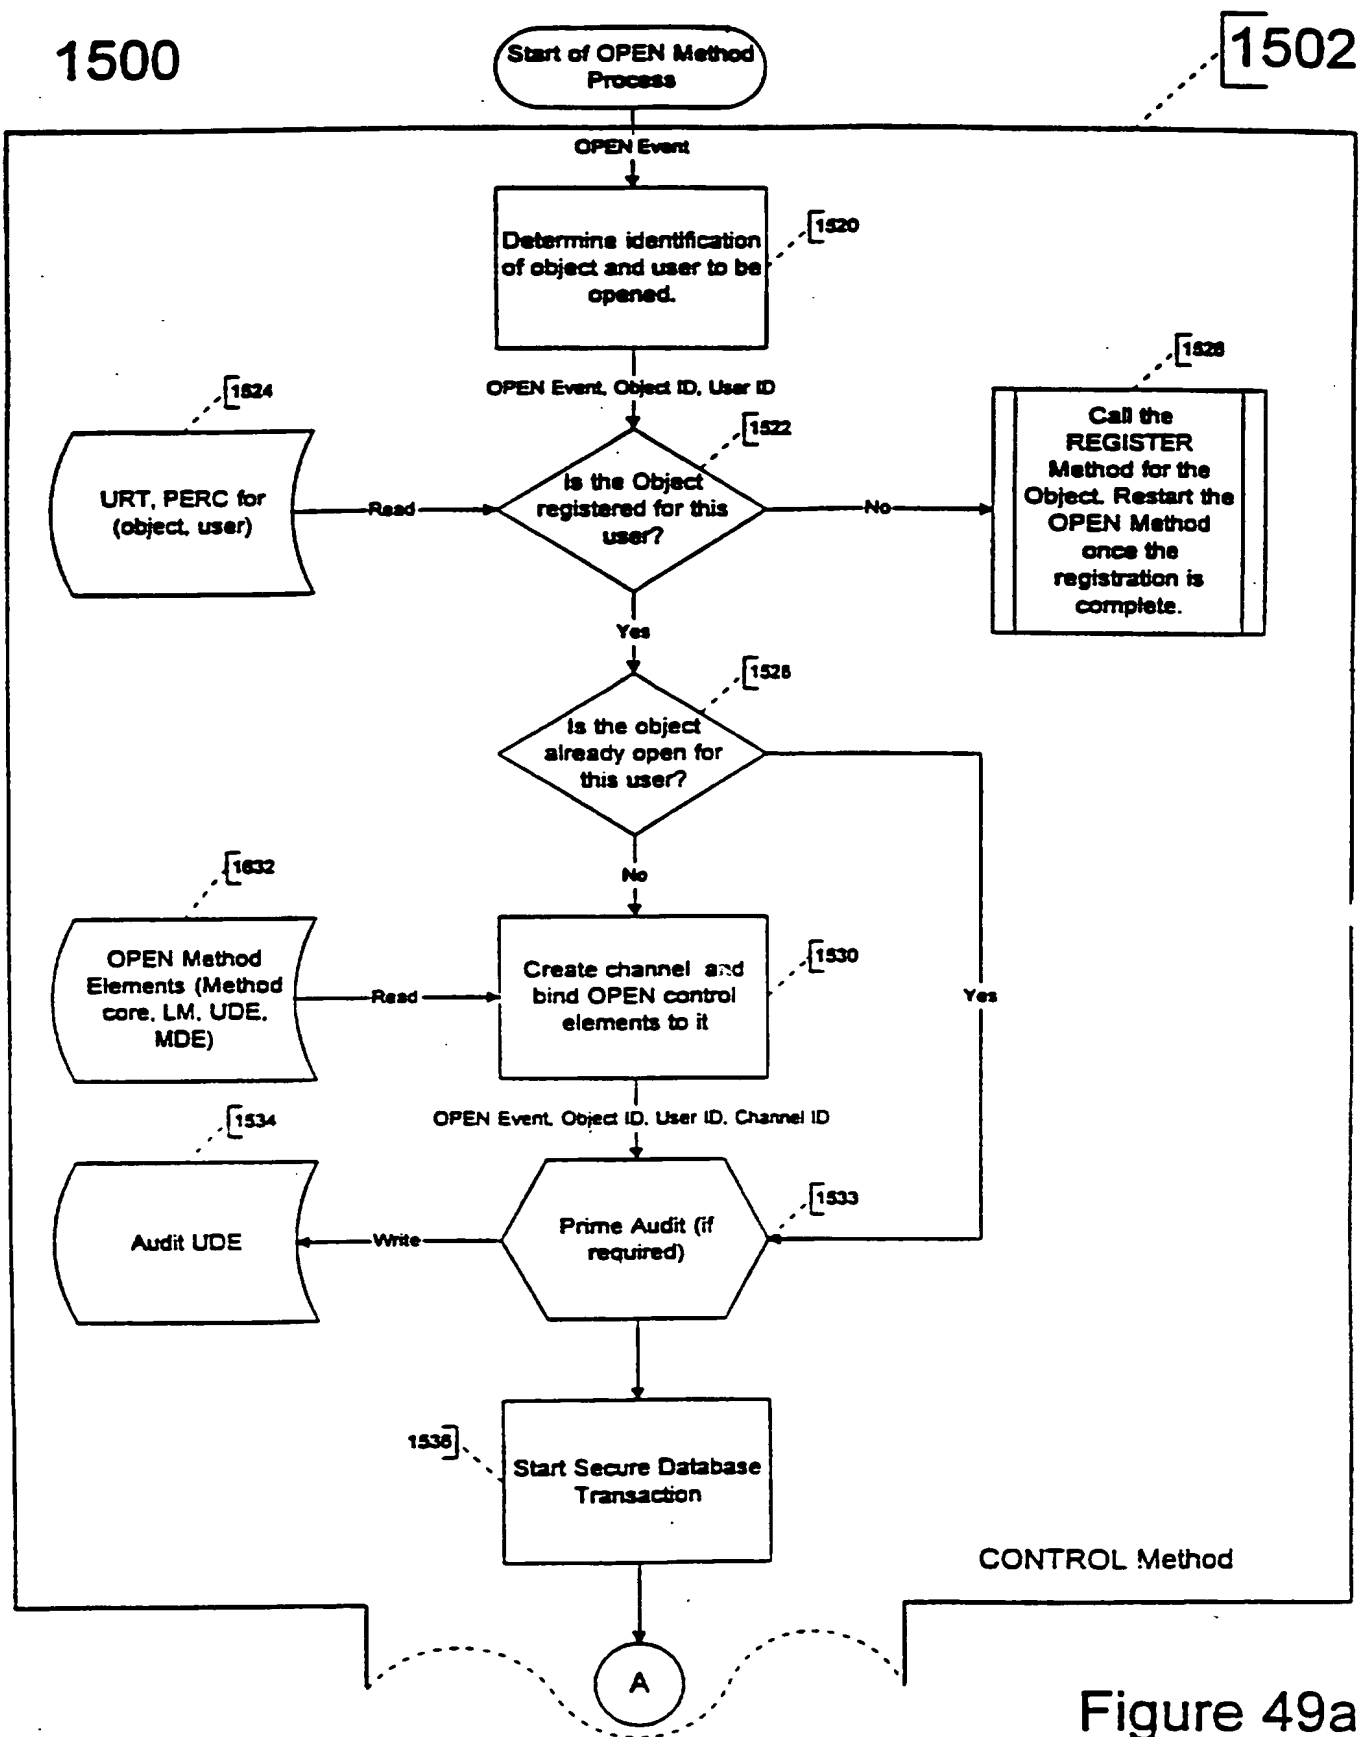 1500
Start of OPEN Method
Process
1502
OPEN Event
Determine identification
of object and user to be
opened.
1520
OPEN Event, Object ID, User ID
1524
URT, PERC for
(object, user)
Read
1522
Is the Object
registered for this
user?
No
1528
Call the
REGISTER
Method for the
Object. Restart the
OPEN Method
once the
registration is
complete.
Yes
1526
Is the object
already open for
this user?
No
Yes
1632
OPEN Method
Elements (Method
core, LM, UDE,
MDE)
Read
1530
Create channel and
bind OPEN control
elements to it
OPEN Event, Object ID, User ID, Channel ID
1534
Audit UDE
Write
1533
Prime Audit (if
required)
1536
Start Secure Database
Transaction
CONTROL Method
A
Figure 49a